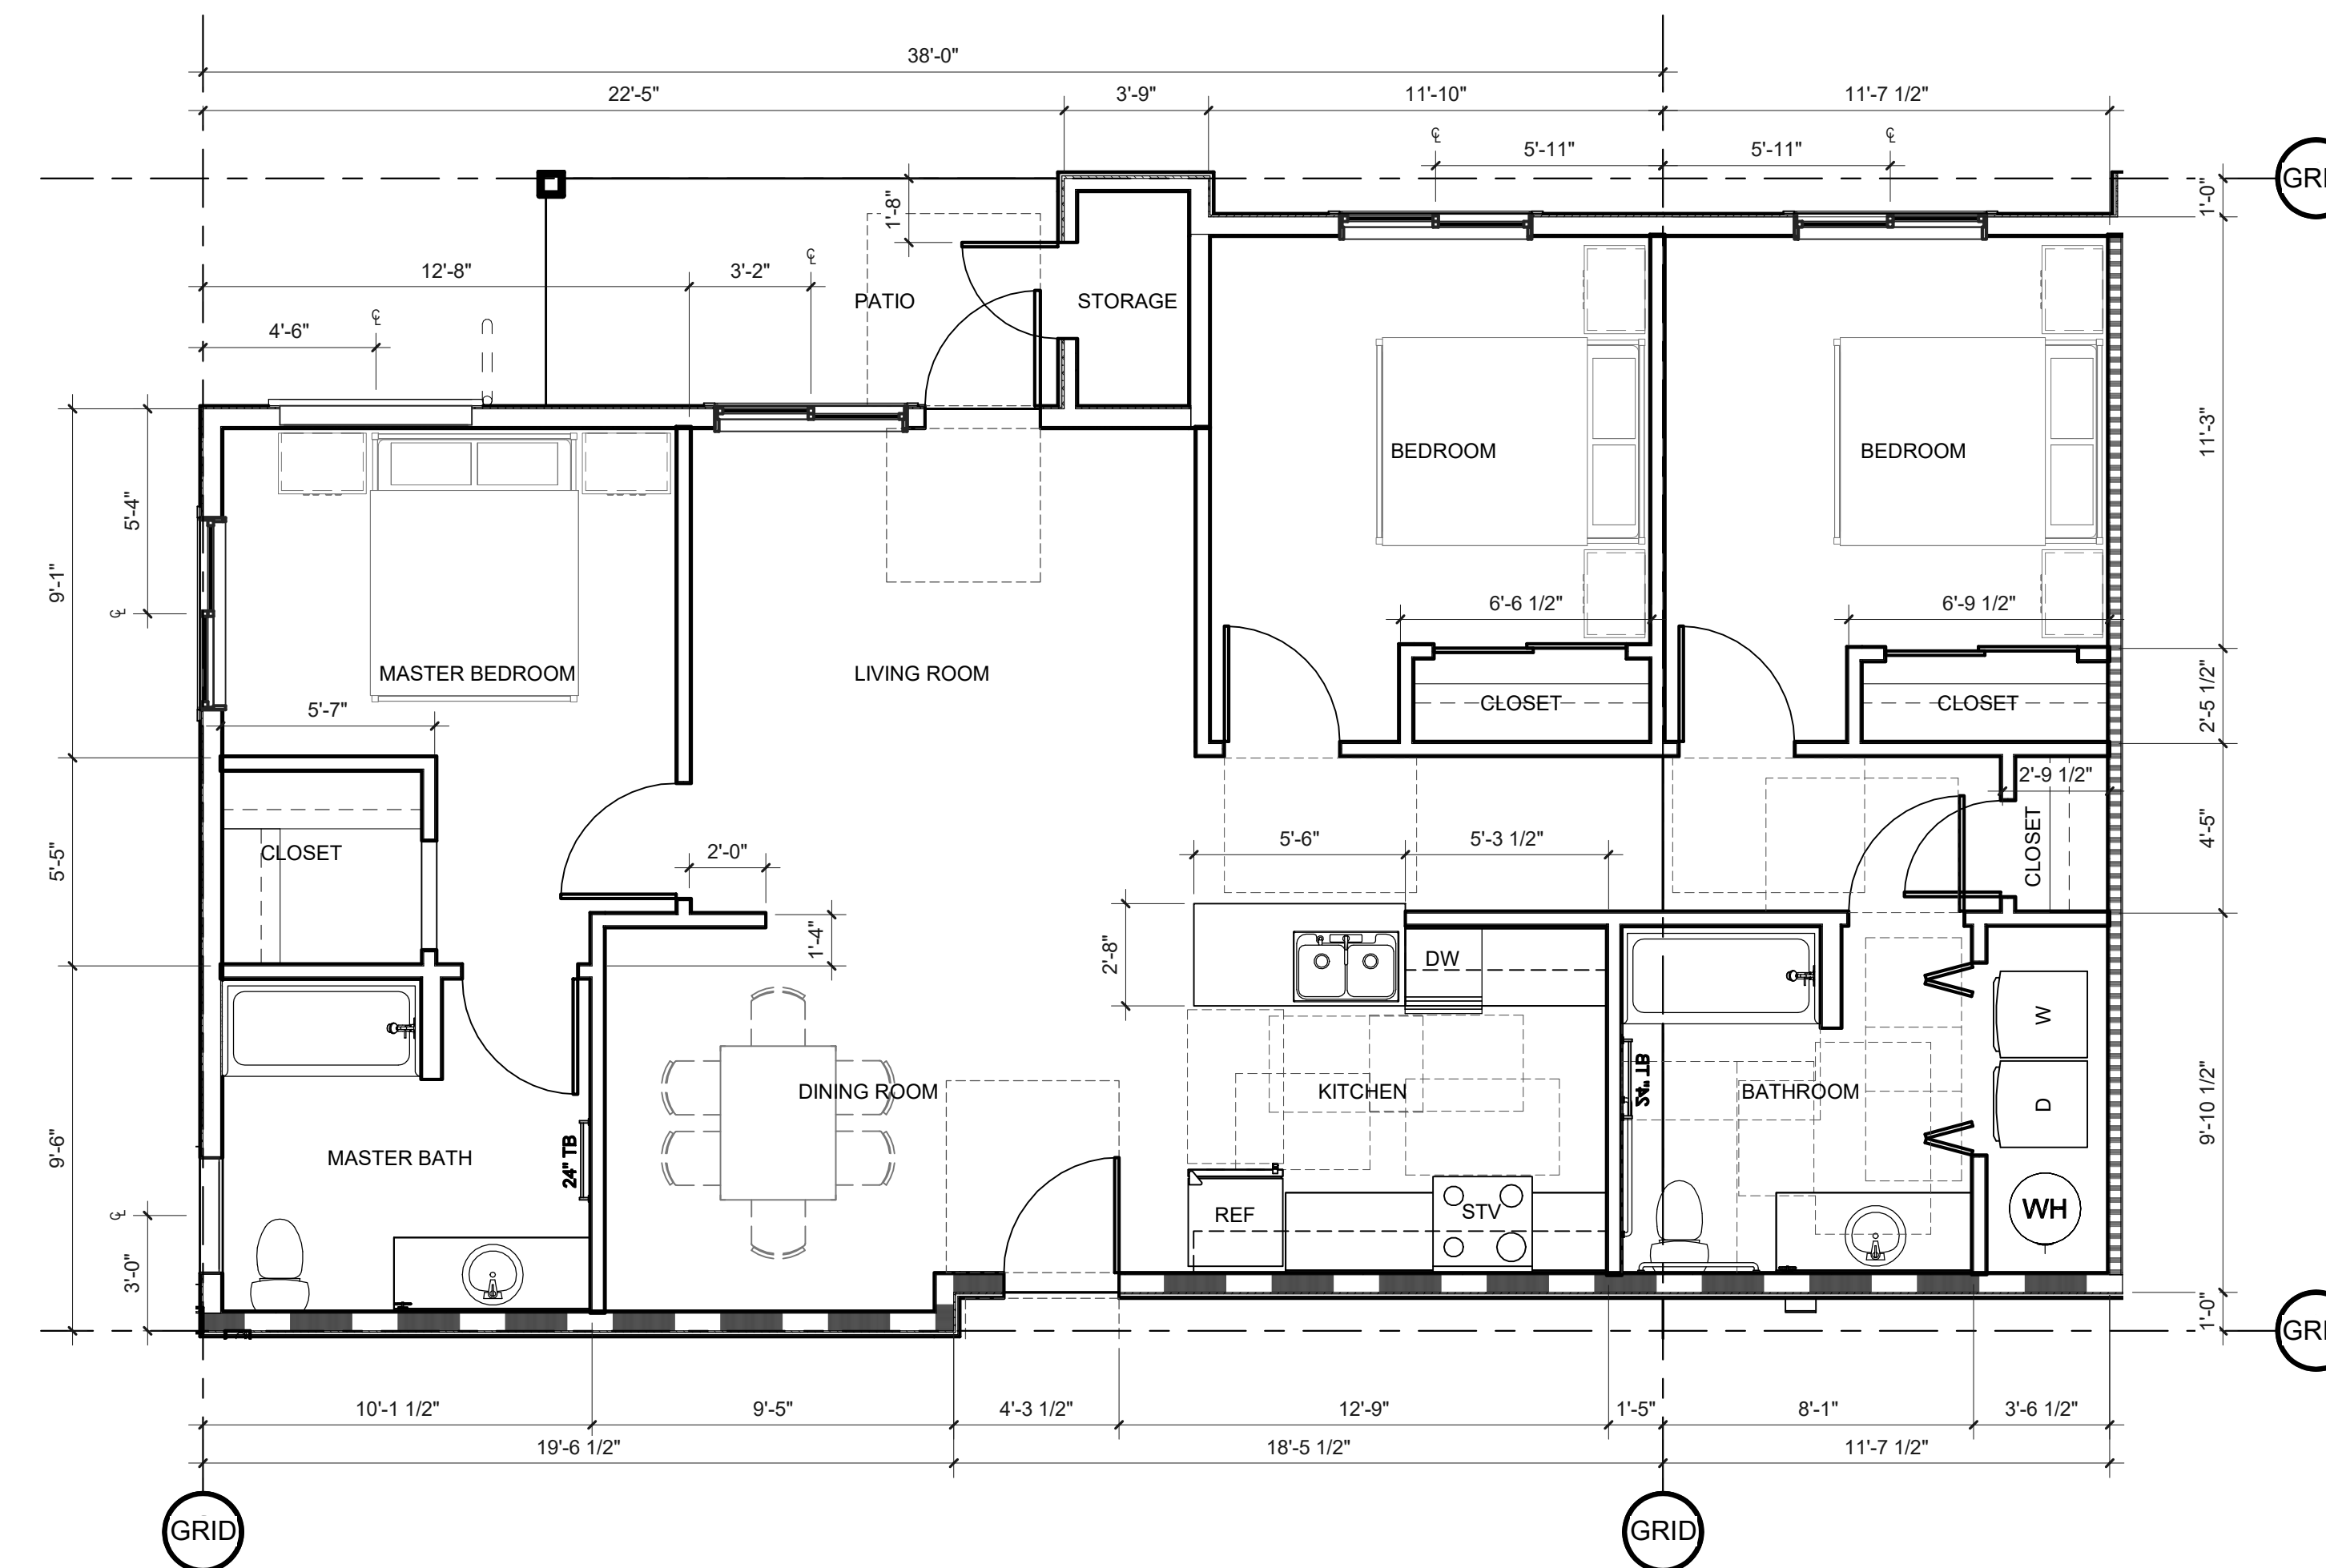 38'-0"
22'-5"
3'-9"
11'-10"
11'-7 1/2"
℄
5'-11"
5'-11"
℄
GRI
1'-0"
1'-8"
12'-8"
3'-2"
℄
PATIO
STORAGE
4'-6"
℄
BEDROOM
BEDROOM
11'-3"
5'-4"
9'-1"
℄
6'-6 1/2"
6'-9 1/2"
MASTER BEDROOM
LIVING ROOM
5'-7"
CLOSET
CLOSET
2'-5 1/2"
2'-9 1/2"
CLOSET
5'-5"
2'-0"
5'-6"
5'-3 1/2"
CLOSET
4'-5"
1'-4"
2'-8"
DW
W
24" TB
DINING ROOM
KITCHEN
BATHROOM
D
9'-10 1/2"
9'-6"
MASTER BATH
24" TB
℄
3'-0"
REF
STV
WH
1'-0"
GRI
10'-1 1/2"
9'-5"
4'-3 1/2"
12'-9"
1'-5"
8'-1"
3'-6 1/2"
19'-6 1/2"
18'-5 1/2"
11'-7 1/2"
GRID
GRID